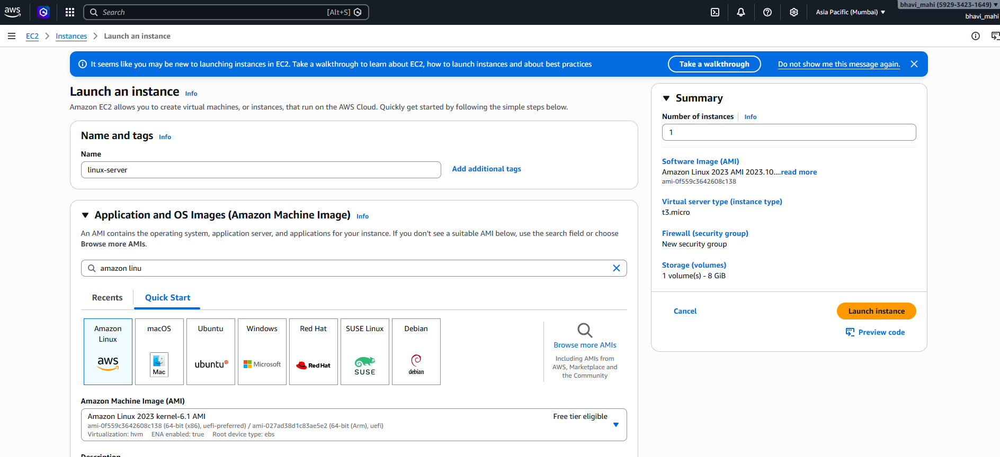 aws
Search
[Alt+S]
Asia Pacific (Mumbai)
bhavi_mahi (5929-3423-1649)
bhavi_mahi
EC2
Instances
Launch an instance
It seems like you may be new to launching instances in EC2. Take a walkthrough to learn about EC2, how to launch instances and about best practices
Take a walkthrough
Do not show me this message again.
Launch an instance Info
Amazon EC2 allows you to create virtual machines, or instances, that run on the AWS Cloud. Quickly get started by following the simple steps below.
Name and tags Info
Name
linux-server
Add additional tags
Application and OS Images (Amazon Machine Image) Info
An AMI contains the operating system, application server, and applications for your instance. If you don't see a suitable AMI below, use the search field or choose
Browse more AMIs.
amazon linu
Recents
Quick Start
Amazon
Linux
aws
macOS
Mac
Ubuntu
ubuntu
Windows
Microsoft
Red Hat
Red Hat
SUSE Linux
SUSE
Debian
debian
Browse more AMIs
Including AMIs from
AWS, Marketplace and
the Community
Amazon Machine Image (AMI)
Amazon Linux 2023 kernel-6.1 AMI
Free tier eligible
ami-0f559c3642608c138 (64-bit (x86), uefi-preferred) / ami-027ad38d1c83ae5e2 (64-bit (Arm), uefi)
Virtualization: hvm ENA enabled: true Root device type: ebs
Description
Summary
Number of instances Info
1
Software Image (AMI)
Amazon Linux 2023 AMI 2023.10....read more
ami-0f559c3642608c138
Virtual server type (instance type)
t3.micro
Firewall (security group)
New security group
Storage (volumes)
1 volume(s) - 8 GiB
Cancel
Launch instance
Preview code